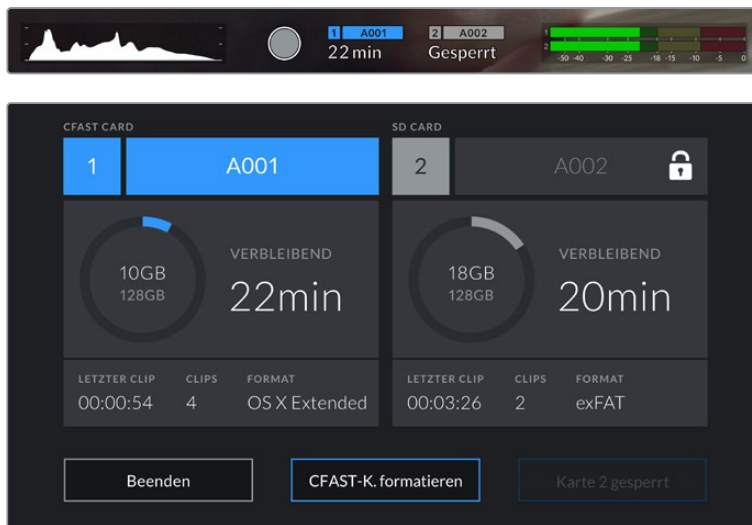 1 A001
22 min
2 A002
Gesperrt
1
2
-50 -40 -30 -25 -18 -15 -10 -5 0
CFAST CARD
1 A001
10GB
128GB
VERBLEIBEND
22min
LETZTER CLIP CLIPS FORMAT
00:00:54 4 OS X Extended
SD CARD
2 A002
18GB
128GB
VERBLEIBEND
20min
LETZTER CLIP CLIPS FORMAT
00:03:26 2 exFAT
Beenden
CFAST-K. formatieren
Karte 2 gesperrt